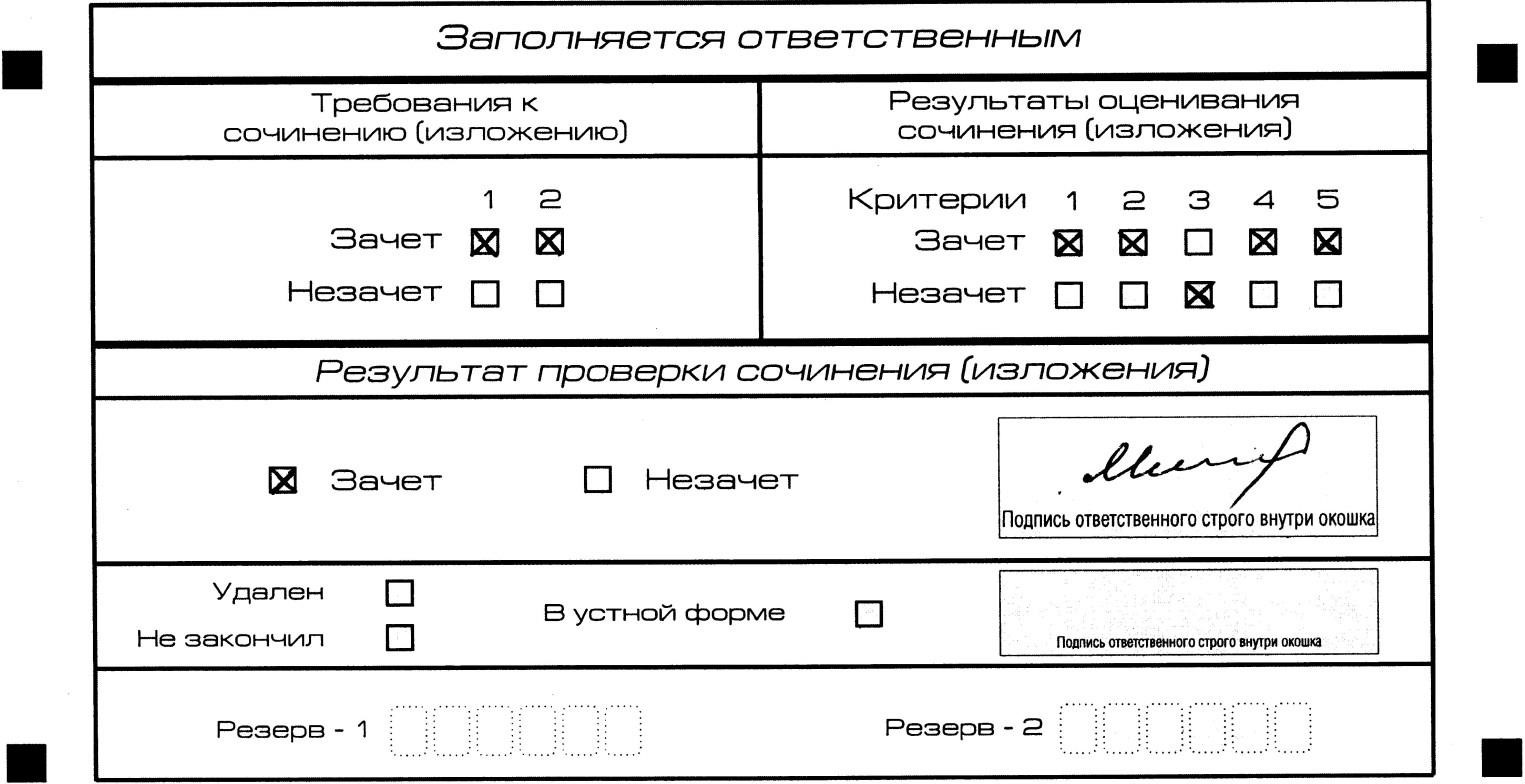 Заполняется ответственным
Требования к
сочинению (изложению)
Результаты оценивания
сочинения (изложения)
1 2
Зачет
Незачет
Критерии 1 2 3 4 5
Зачет
Незачет
Результат проверки сочинения (изложения)
Зачет Незачет
Подпись ответственного строго внутри окошка
Удален
Не закончил
В устной форме
Подпись ответственного строго внутри окошка
Резерв - 1
Резерв - 2